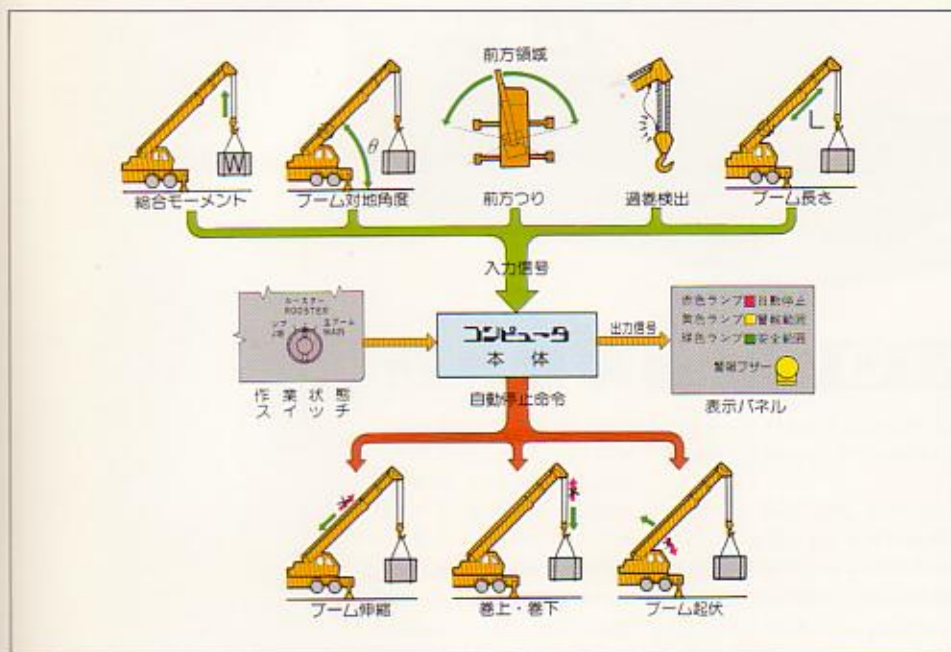 前方領域
W
θ
L
総合モーメント
ブーム対地角度
前方つり
過巻検出
ブーム長さ
入力信号
ルースター
ROOSTER
ジブ
JIB
主ブーム
MAIN
作業状態
スイッチ
コンピュータ
本体
出力信号
赤色ランプ 自動停止
黄色ランプ 警戒範囲
緑色ランプ 安全範囲
警報ブザー
表示パネル
自動停止命令
ブーム伸縮
巻上・巻下
ブーム起伏